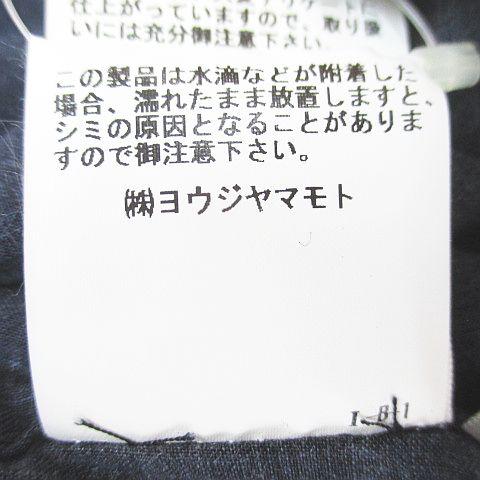 仕上がっていますので、取り扱
いには充分御注意下さい。
この製品は水滴などが附着した
場合、濡れたまま放置しますと、
シミの原因となることがありま
すので御注意下さい。
㈱ヨウジヤマモト